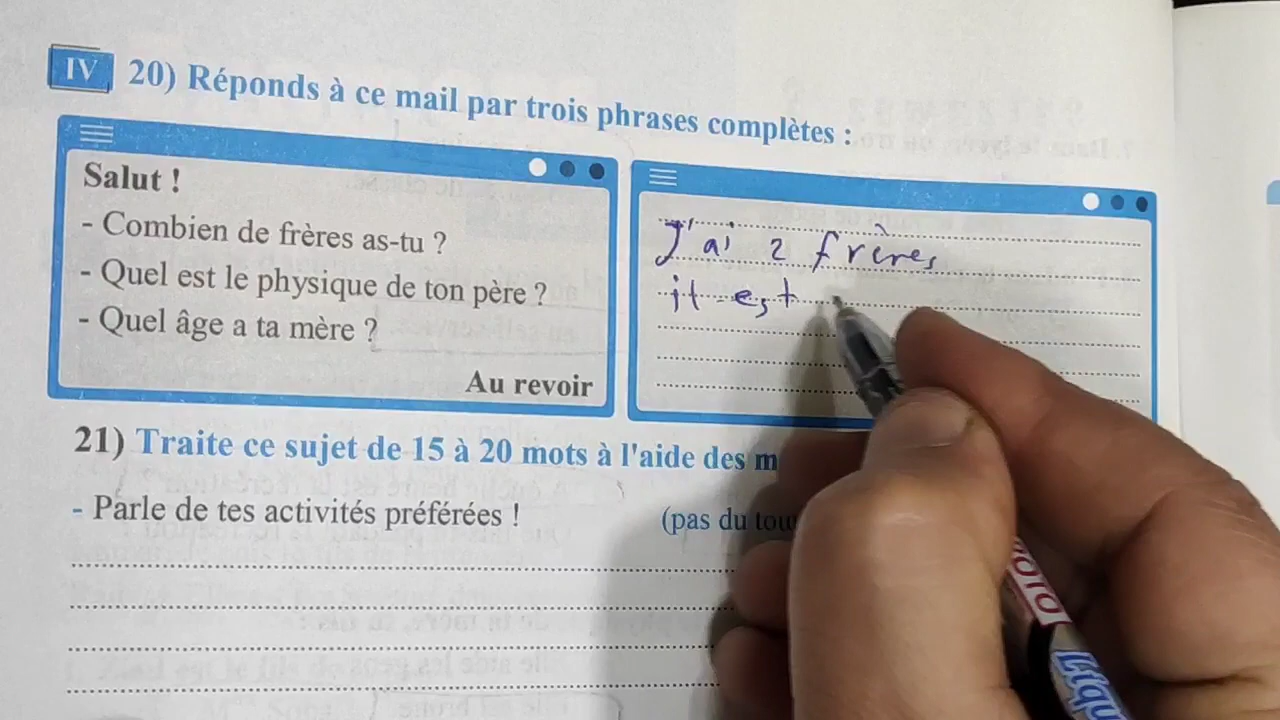 IV 20) Réponds à ce mail par trois phrases complètes :
Salut !
- Combien de frères as-tu ?
- Quel est le physique de ton père ?
- Quel âge a ta mère ?
Au revoir
J'ai 2 frères
il est
21) Traite ce sujet de 15 à 20 mots à l'aide des m
- Parle de tes activités préférées !
(pas du tou